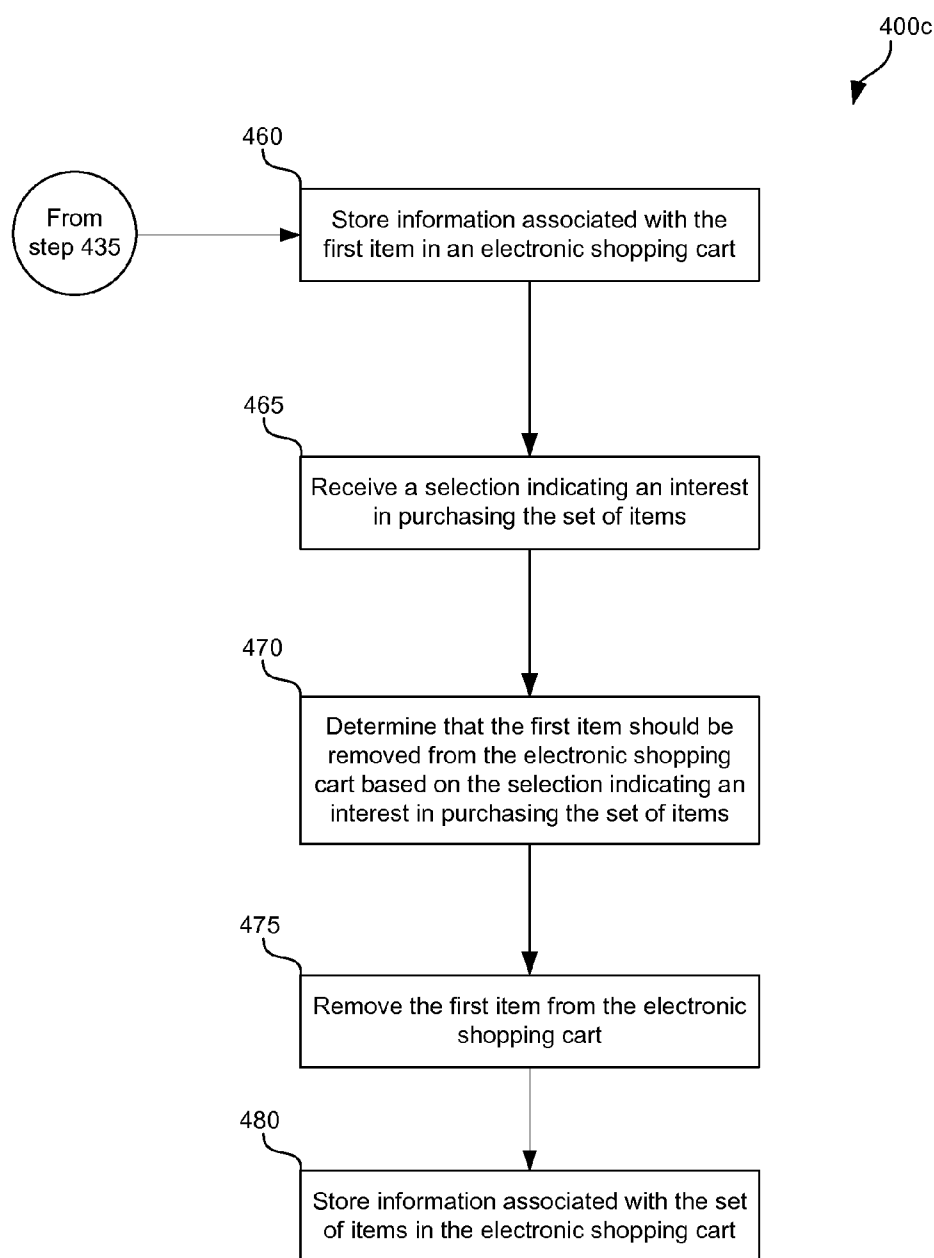 400c
460
From
step 435
Store information associated with the
first item in an electronic shopping cart
465
Receive a selection indicating an interest
in purchasing the set of items
470
Determine that the first item should be
removed from the electronic shopping
cart based on the selection indicating an
interest in purchasing the set of items
475
Remove the first item from the electronic
shopping cart
480
Store information associated with the set
of items in the electronic shopping cart